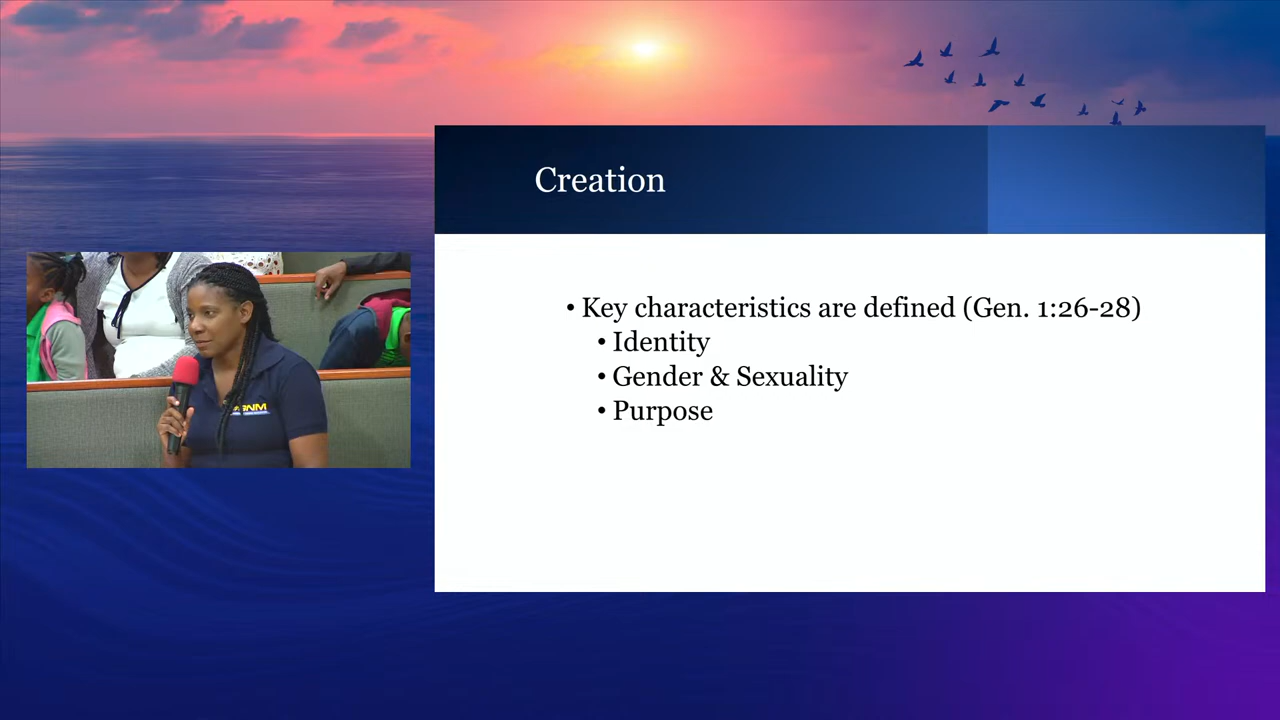 Creation
• Key characteristics are defined (Gen. 1:26-28)
• Identity
• Gender & Sexuality
• Purpose